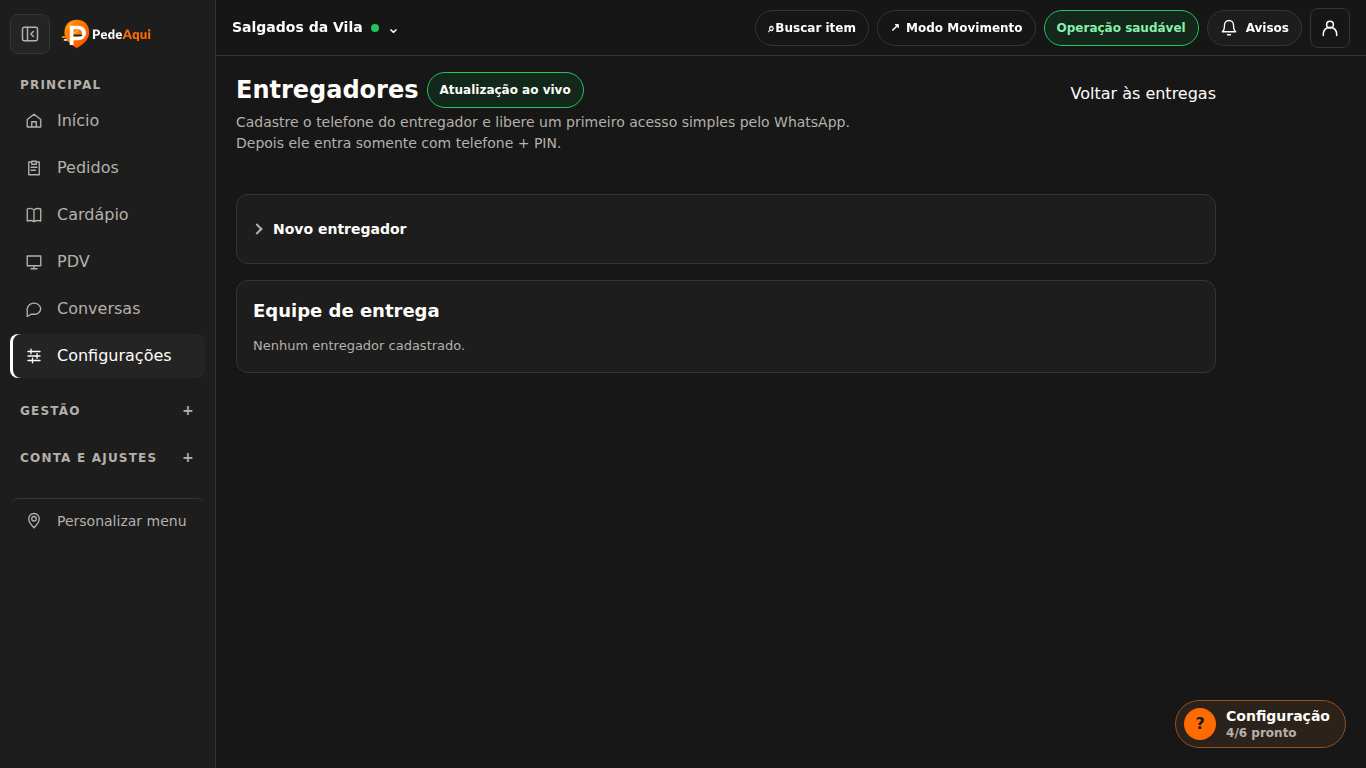 PedeAqui
PRINCIPAL
Início
Pedidos
Cardápio
PDV
Conversas
Configurações
GESTÃO +
CONTA E AJUSTES +
Personalizar menu
Salgados da Vila
Buscar item
↗ Modo Movimento
Operação saudável
Avisos
Entregadores
Atualização ao vivo
Voltar às entregas
Cadastre o telefone do entregador e libere um primeiro acesso simples pelo WhatsApp.
Depois ele entra somente com telefone + PIN.
Novo entregador
Equipe de entrega
Nenhum entregador cadastrado.
?
Configuração
4/6 pronto